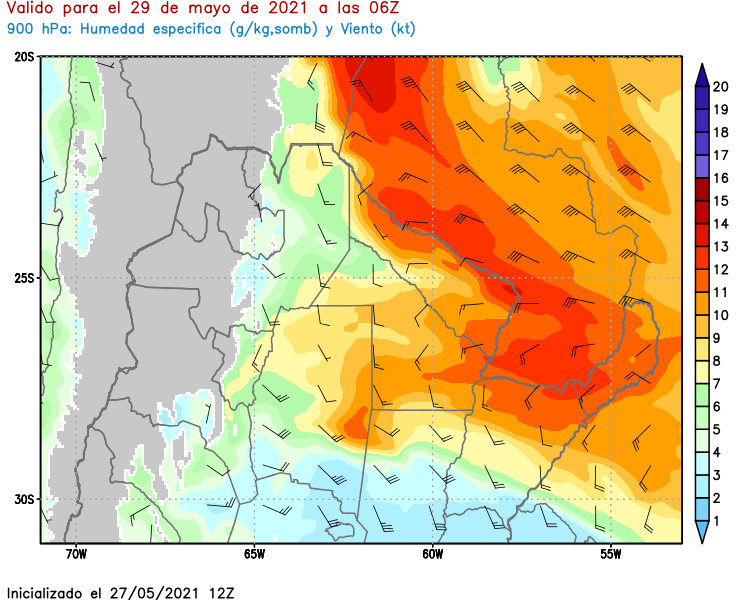 Valido para el 29 de mayo de 2021 a las 06Z
900 hPa: Humedad especifica (g/kg,somb) y Viento (kt)
20S
25S
30S
70W
65W
60W
55W
20
19
18
17
16
15
14
13
12
11
10
9
8
7
6
5
4
3
2
1
Inicializado el 27/05/2021 12Z